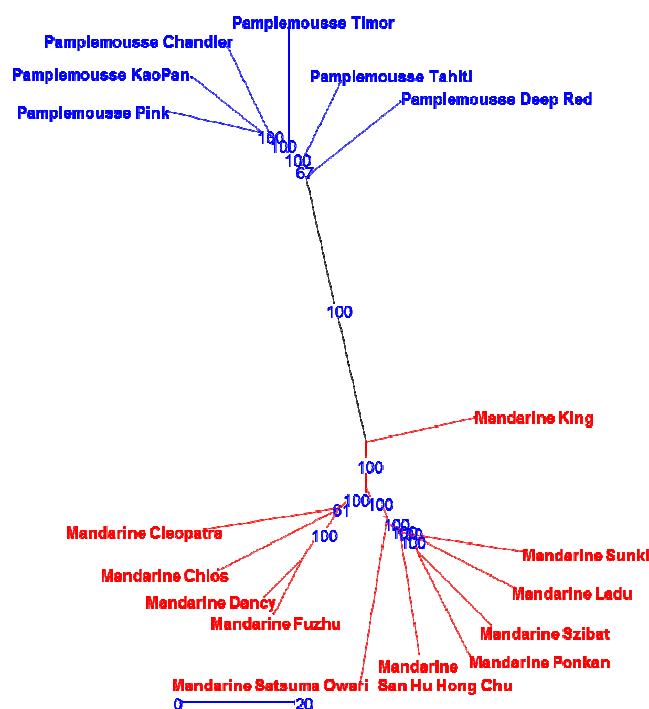 Pamplemousse Timor
Pamplemousse Chandler
Pamplemousse KaoPan
Pamplemousse Tahiti
Pamplemousse Deep Red
Pamplemousse Pink
100
100
100
67
100
Mandarine King
100
100
100
61
100
100
100
100
100
Mandarine Cleopatra
Mandarine Sunki
Mandarine Chios
Mandarine Ladu
Mandarine Dancy
Mandarine Fuzhu
Mandarine Szibat
Mandarine Ponkan
Mandarine
San Hu Hong Chu
Mandarine Satsuma Owari
0 20